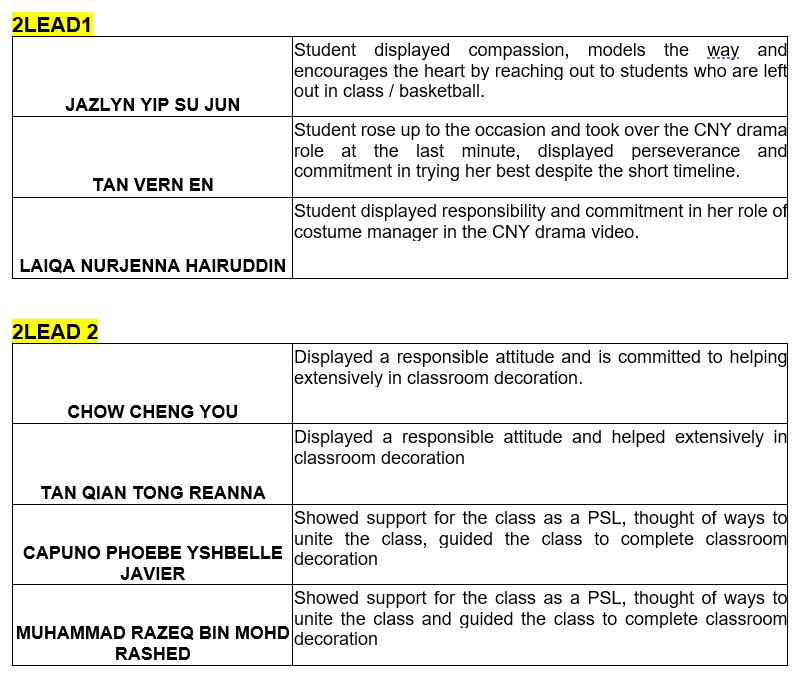 2LEAD1
JAZLYN YIP SU JUN
Student displayed compassion, models the way and
encourages the heart by reaching out to students who are left
out in class / basketball.
TAN VERN EN
Student rose up to the occasion and took over the CNY drama
role at the last minute, displayed perseverance and
commitment in trying her best despite the short timeline.
LAIQA NURJENNA HAIRUDDIN
Student displayed responsibility and commitment in her role of
costume manager in the CNY drama video.
2LEAD 2
CHOW CHENG YOU
Displayed a responsible attitude and is committed to helping
extensively in classroom decoration.
TAN QIAN TONG REANNA
Displayed a responsible attitude and helped extensively in
classroom decoration
CAPUNO PHOEBE YSHBELLE
JAVIER
Showed support for the class as a PSL, thought of ways to
unite the class, guided the class to complete classroom
decoration
MUHAMMAD RAZEQ BIN MOHD
RASHED
Showed support for the class as a PSL, thought of ways to
unite the class and guided the class to complete classroom
decoration